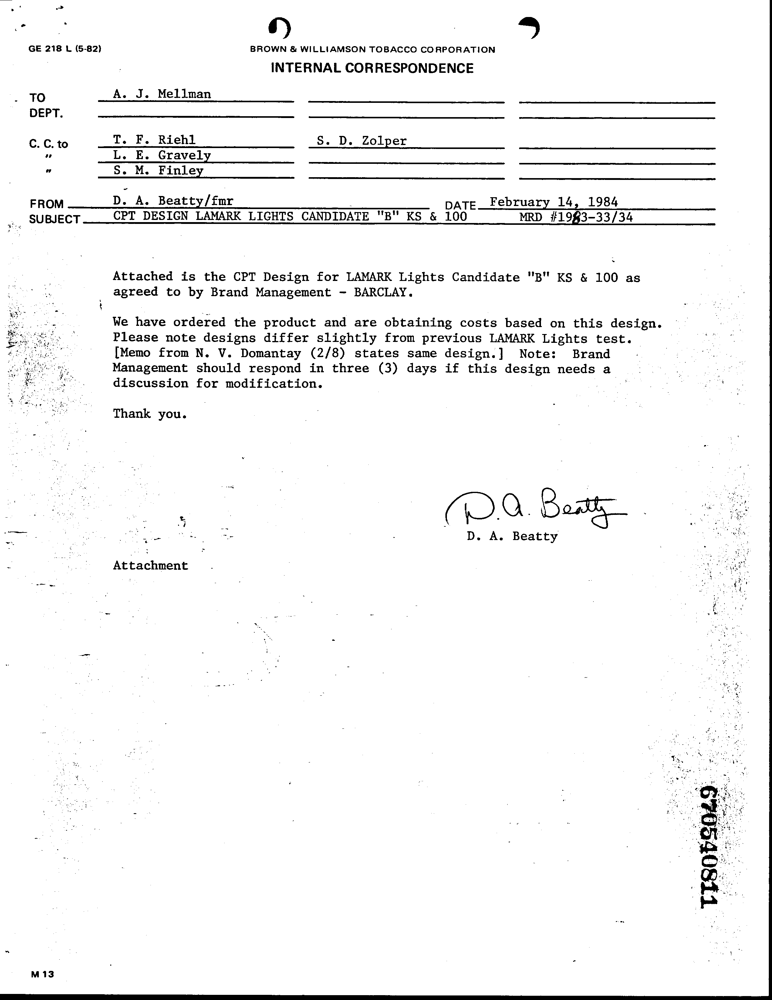 GE 218 L (5-82)
BROWN & WILLIAMSON TOBACCO CORPORATION
INTERNAL CORRESPONDENCE
TO A. J. Mellman
DEPT.
C. C. to T. F. Riehl S. D. Zolper
" L. E. Gravely
" S. M. Finley
FROM D. A. Beatty/fmr DATE February 14, 1984
SUBJECT CPT DESIGN LAMARK LIGHTS CANDIDATE "B" KS & 100 MRD #1983-33/34
Attached is the CPT Design for LAMARK Lights Candidate "B" KS & 100 as
agreed to by Brand Management - BARCLAY.
We have ordered the product and are obtaining costs based on this design.
Please note designs differ slightly from previous LAMARK Lights test.
[Memo from N. V. Domantay (2/8) states same design.] Note: Brand
Management should respond in three (3) days if this design needs a
discussion for modification.
Thank you.
D. A. Beatty
D. A. Beatty
Attachment
670540811
M 13